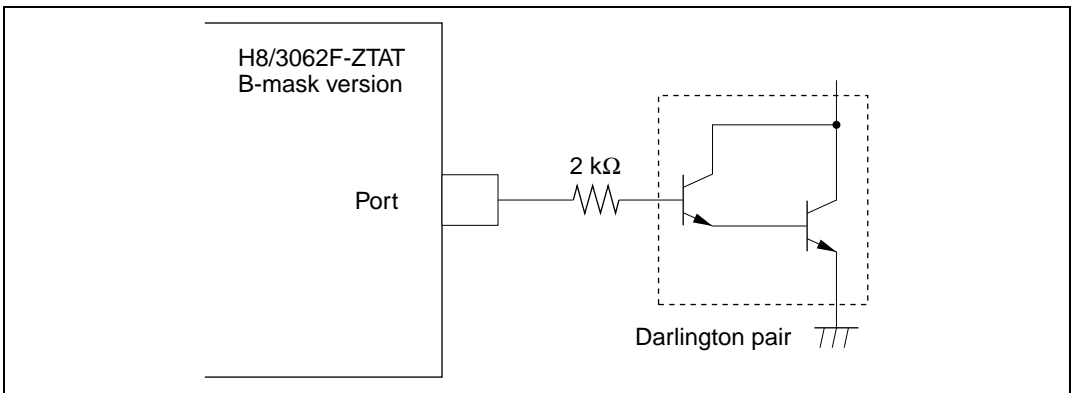 H8/3062F-ZTAT
B-mask version
2 kΩ
Port
Darlington pair